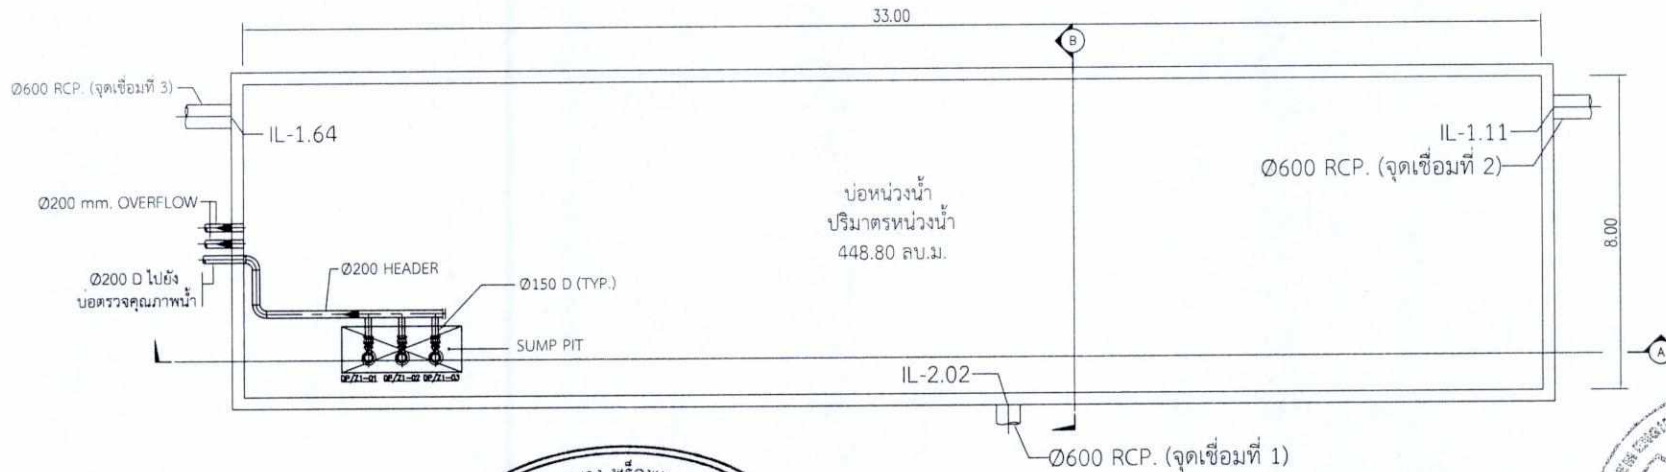 33.00
B
Ø600 RCP. (จุดเชื่อมที่ 3)
IL-1.64
IL-1.11
Ø600 RCP. (จุดเชื่อมที่ 2)
8.00
Ø200 mm. OVERFLOW
บ่อหน่วงน้ำ
ปริมาตรหน่วงน้ำ
448.80 ลบ.ม.
Ø200 D ไปยัง
บ่อตรวจคุณภาพน้ำ
Ø200 HEADER
Ø150 D (TYP.)
SUMP PIT
A
IL-2.02
Ø600 RCP. (จุดเชื่อมที่ 1)